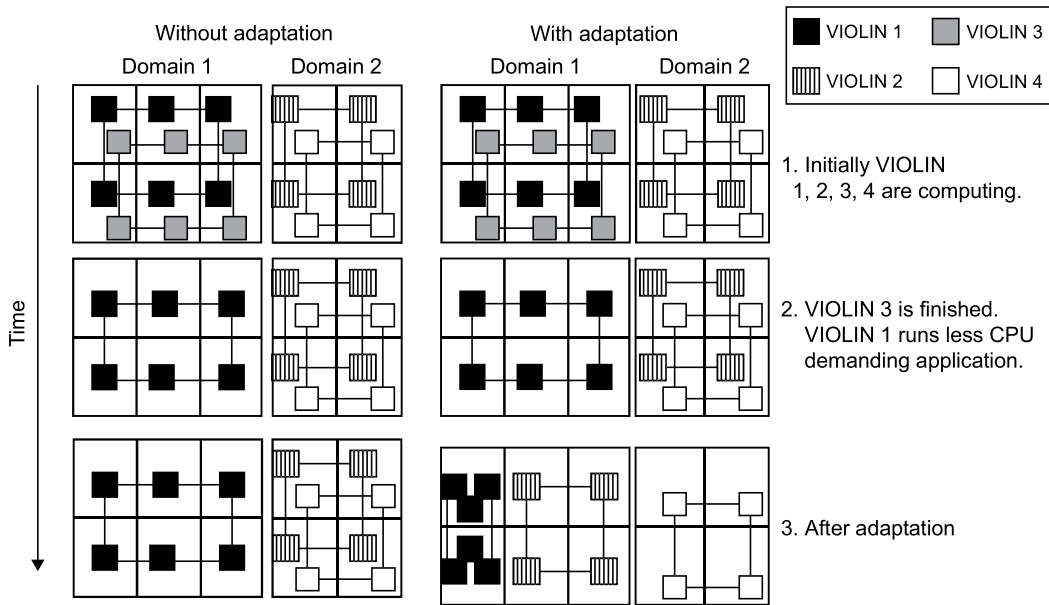 Without adaptation
With adaptation
Domain 1
Domain 2
Domain 1
Domain 2
VIOLIN 1
VIOLIN 3
VIOLIN 2
VIOLIN 4
Time
1. Initially VIOLIN
1, 2, 3, 4 are computing.
2. VIOLIN 3 is finished.
VIOLIN 1 runs less CPU
demanding application.
3. After adaptation